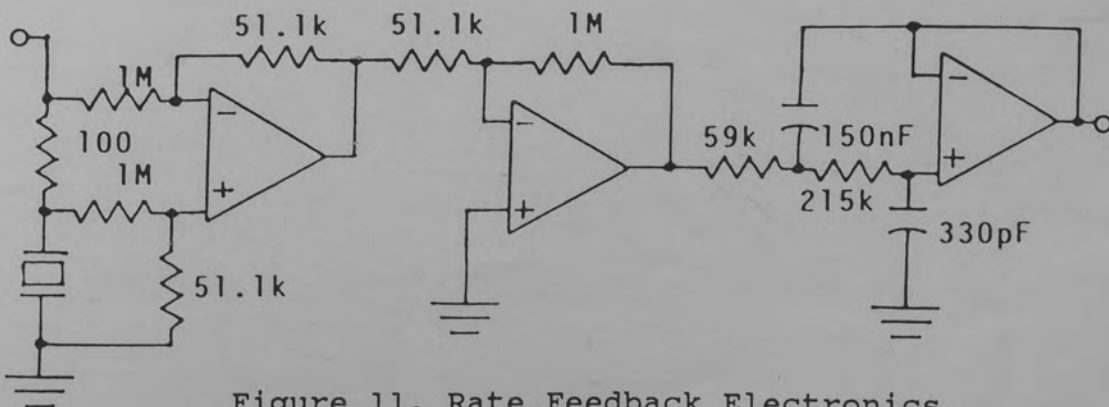 51.1k 51.1k 1M
1M
- - -
100 59k 150nF
1M
+ + +
215k
330pF
51.1k
Figure 11. Rate Feedback Electronics